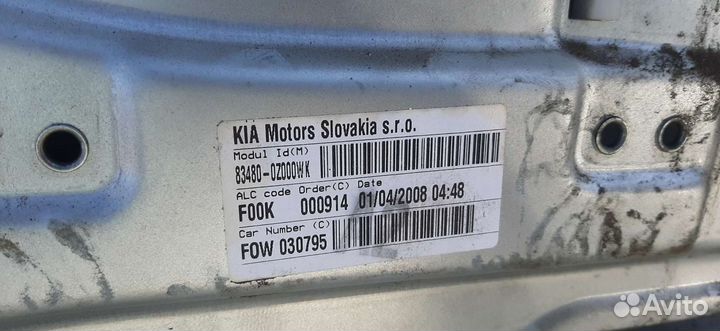 KIA Motors Slovakia s.r.o.
Modul Id(M)
83480-0Z000WK
ALC code Order(C) Date
F00K 000914 01/04/2008 04:48
Car Number (C)
FOW 030795
Avito